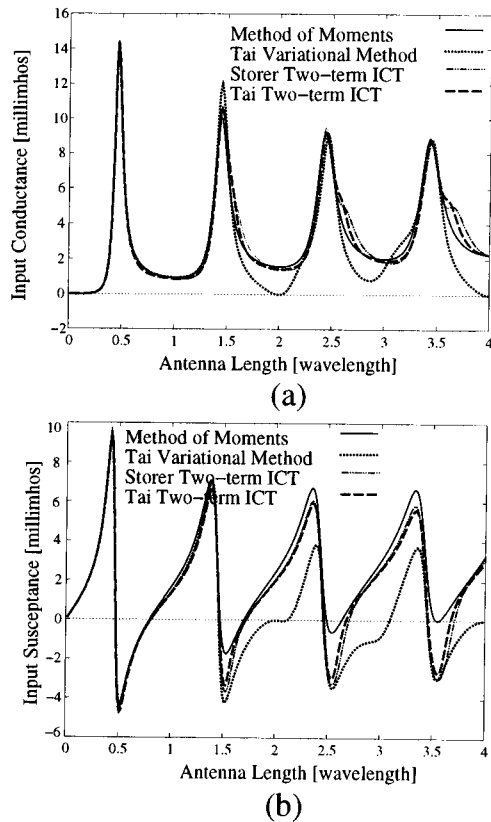 16
14
12
10
8
6
4
2
0
-2
Input Conductance [millimhos]
Method of Moments
Tai Variational Method
Storer Two-term ICT
Tai Two-term ICT
0 0.5 1 1.5 2 2.5 3 3.5 4
Antenna Length [wavelength]
(a)
10
8
6
4
2
0
-2
-4
-6
Input Susceptance [millimhos]
Method of Moments
Tai Variational Method
Storer Two-term ICT
Tai Two-term ICT
0 0.5 1 1.5 2 2.5 3 3.5 4
Antenna Length [wavelength]
(b)